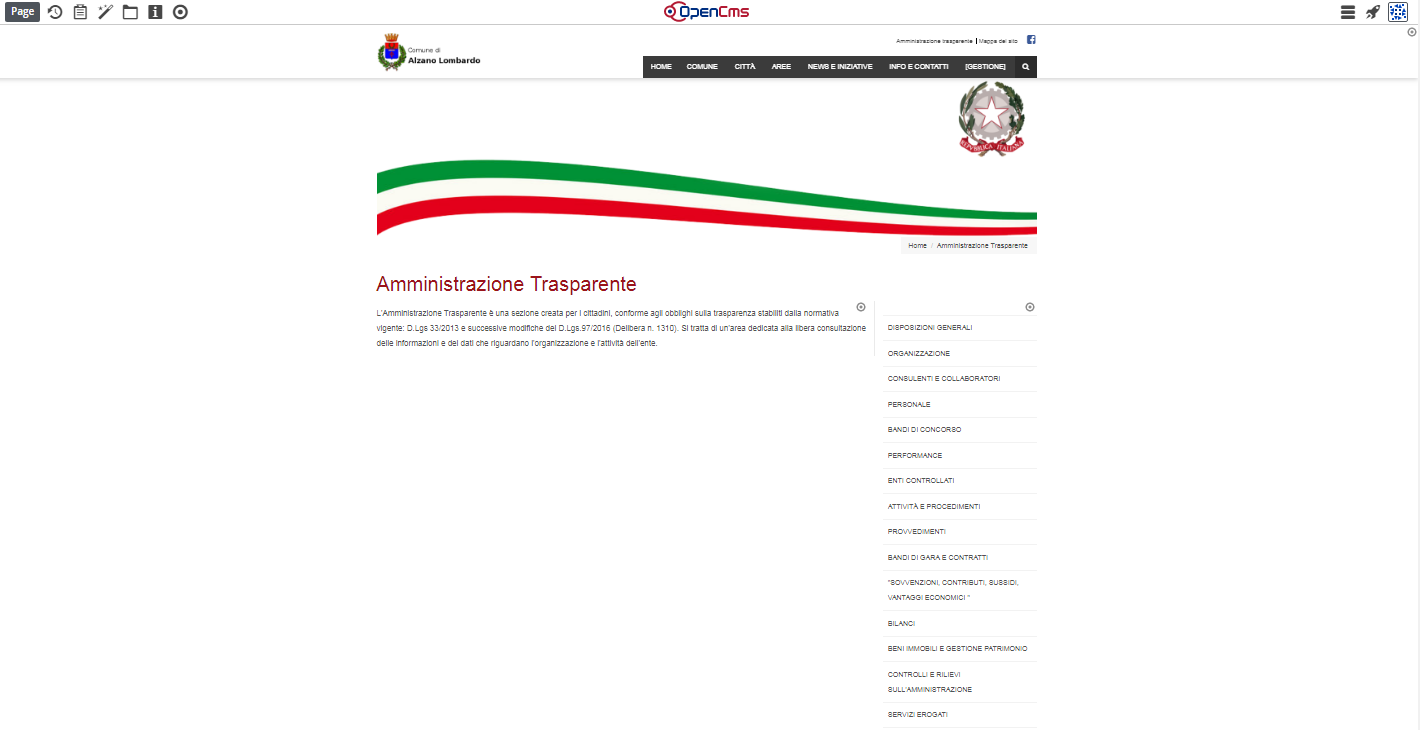 Page
OpenCms
Amministrazione trasparente | Mappa del sito
Comune di
Alzano Lombardo
HOME COMUNE CITTÀ AREE NEWS E INIZIATIVE INFO E CONTATTI [GESTIONE]
REPVBBLICA ITALIANA
Home / Amministrazione Trasparente
Amministrazione Trasparente
L'Amministrazione Trasparente è una sezione creata per i cittadini, conforme agli obblighi sulla trasparenza stabiliti dalla normativa
vigente: D.Lgs 33/2013 e successive modifiche del D.Lgs.97/2016 (Delibera n. 1310). Si tratta di un'area dedicata alla libera consultazione
delle informazioni e dei dati che riguardano l'organizzazione e l'attività dell'ente.
DISPOSIZIONI GENERALI
ORGANIZZAZIONE
CONSULENTI E COLLABORATORI
PERSONALE
BANDI DI CONCORSO
PERFORMANCE
ENTI CONTROLLATI
ATTIVITÀ E PROCEDIMENTI
PROVVEDIMENTI
BANDI DI GARA E CONTRATTI
"SOVVENZIONI, CONTRIBUTI, SUSSIDI,
VANTAGGI ECONOMICI "
BILANCI
BENI IMMOBILI E GESTIONE PATRIMONIO
CONTROLLI E RILIEVI
SULL'AMMINISTRAZIONE
SERVIZI EROGATI